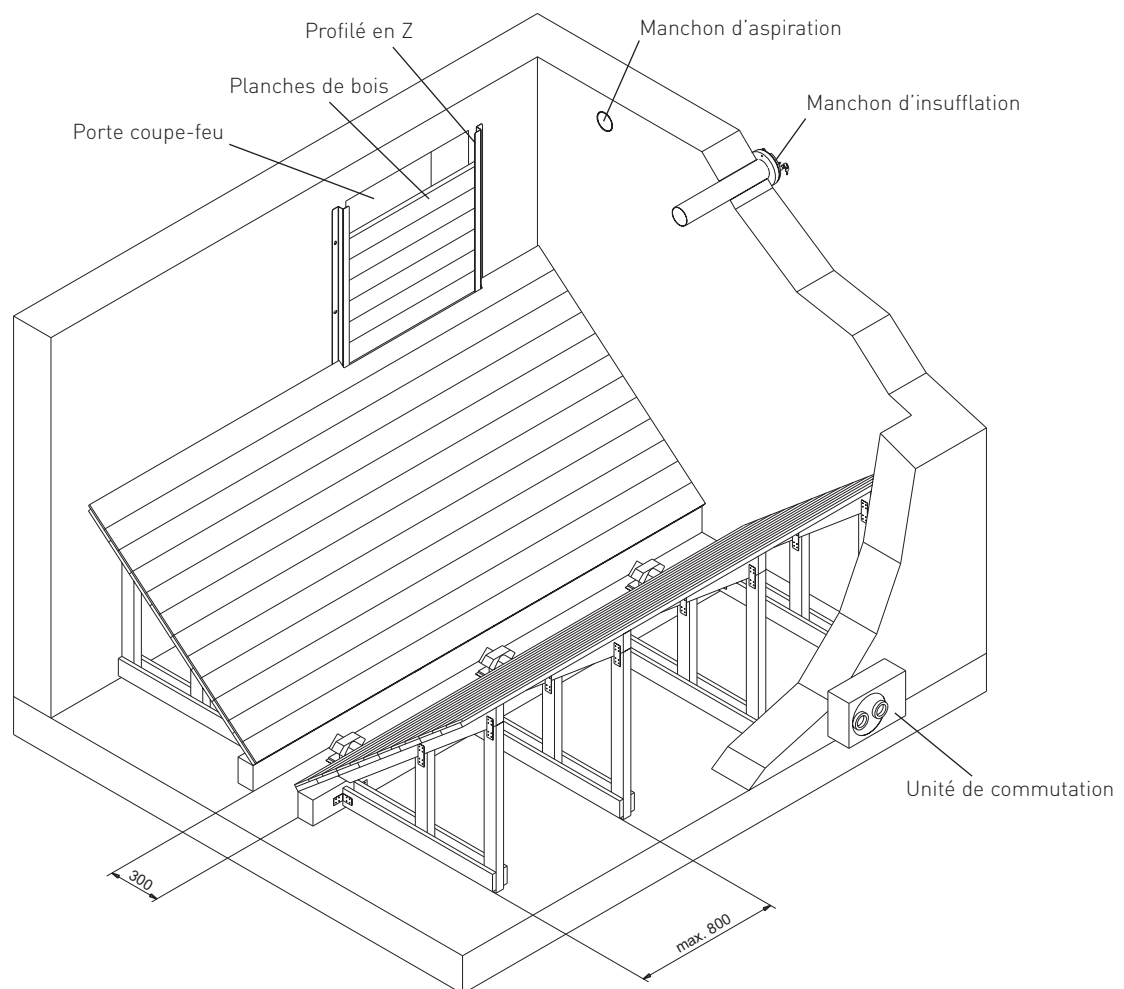 Profilé en Z
Manchon d'aspiration
Planches de bois
Manchon d'insufflation
Porte coupe-feu
Unité de commutation
300
max. 800